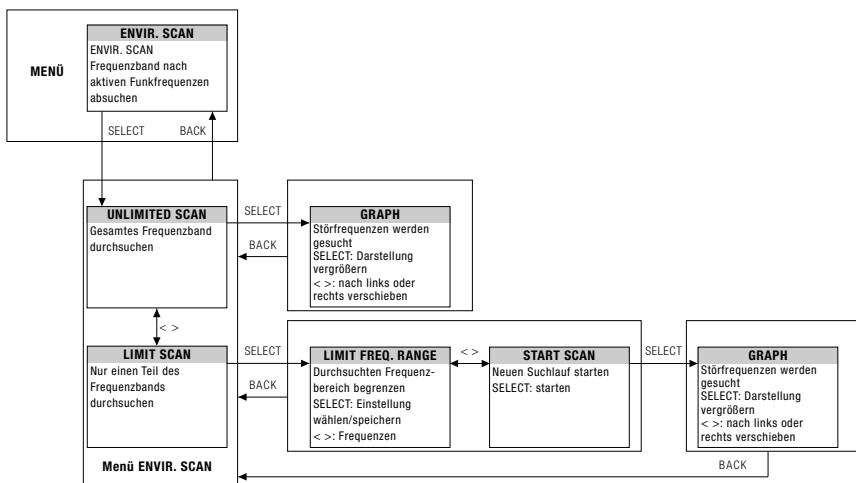 ENVIR. SCAN
ENVIR. SCAN
Frequenzband nach
aktiven Funkfrequenzen
absuchen
MENÜ
SELECT
BACK
UNLIMITED SCAN
Gesamtes Frequenzband
durchsuchen
SELECT
BACK
GRAPH
Störfrequenzen werden
gesucht
SELECT: Darstellung
vergrößern
< >: nach links oder
rechts verschieben
< >
LIMIT SCAN
Nur einen Teil des
Frequenzbands
durchsuchen
SELECT
BACK
LIMIT FREQ. RANGE
Durchsuchten Frequenz-
bereich begrenzen
SELECT: Einstellung
wählen/speichern
< >: Frequenzen
< >
START SCAN
Neuen Suchlauf starten
SELECT: starten
SELECT
GRAPH
Störfrequenzen werden
gesucht
SELECT: Darstellung
vergrößern
< >: nach links oder
rechts verschieben
Menü ENVIR. SCAN
BACK